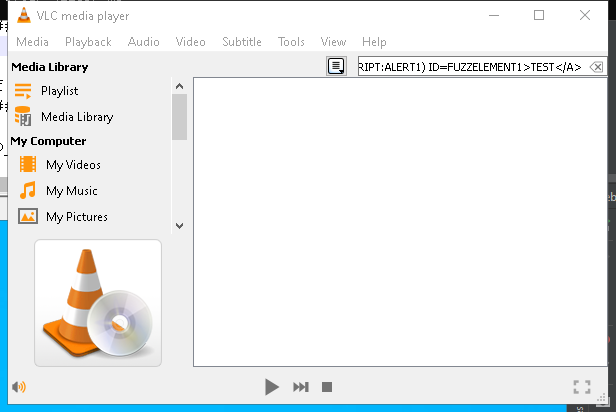 VLC media player
Media Playback Audio Video Subtitle Tools View Help
Media Library
RIPT:ALERT1) ID=FUZZELEMENT1>TEST</A>
Playlist
Media Library
My Computer
My Videos
My Music
My Pictures